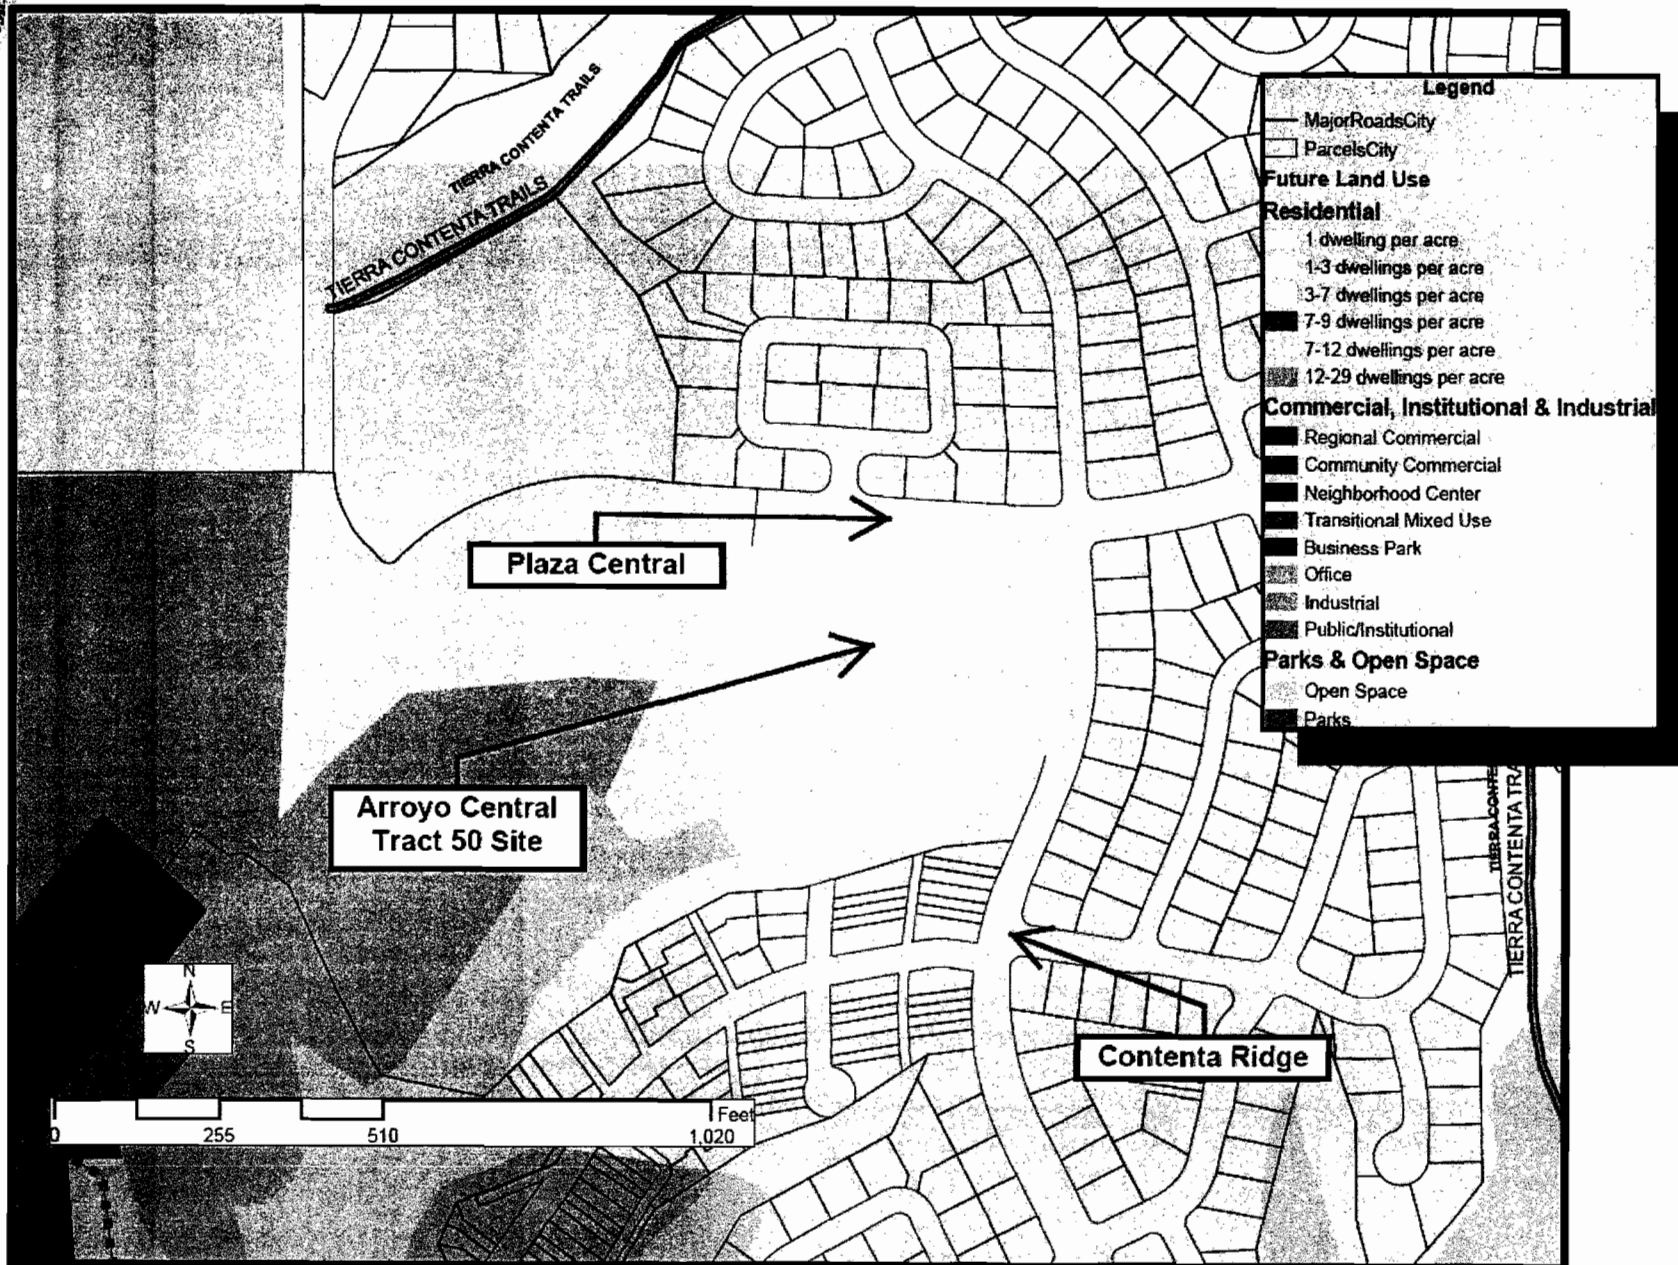 TIERRA CONTENTA TRAILS
TIERRA CONTENTA TRAILS
Legend
MajorRoadsCity
ParcelsCity
Future Land Use
Residential
1 dwelling per acre
1-3 dwellings per acre
3-7 dwellings per acre
7-9 dwellings per acre
7-12 dwellings per acre
12-29 dwellings per acre
Commercial, Institutional & Industrial
Regional Commercial
Community Commercial
Neighborhood Center
Transitional Mixed Use
Business Park
Office
Industrial
Public/Institutional
Parks & Open Space
Open Space
Parks
Plaza Central
Arroyo Central
Tract 50 Site
TIERRA CONTE
TIERRA CONTENTA TRA
Contenta Ridge
N
W E
S
Feet
0 255 510 1,020